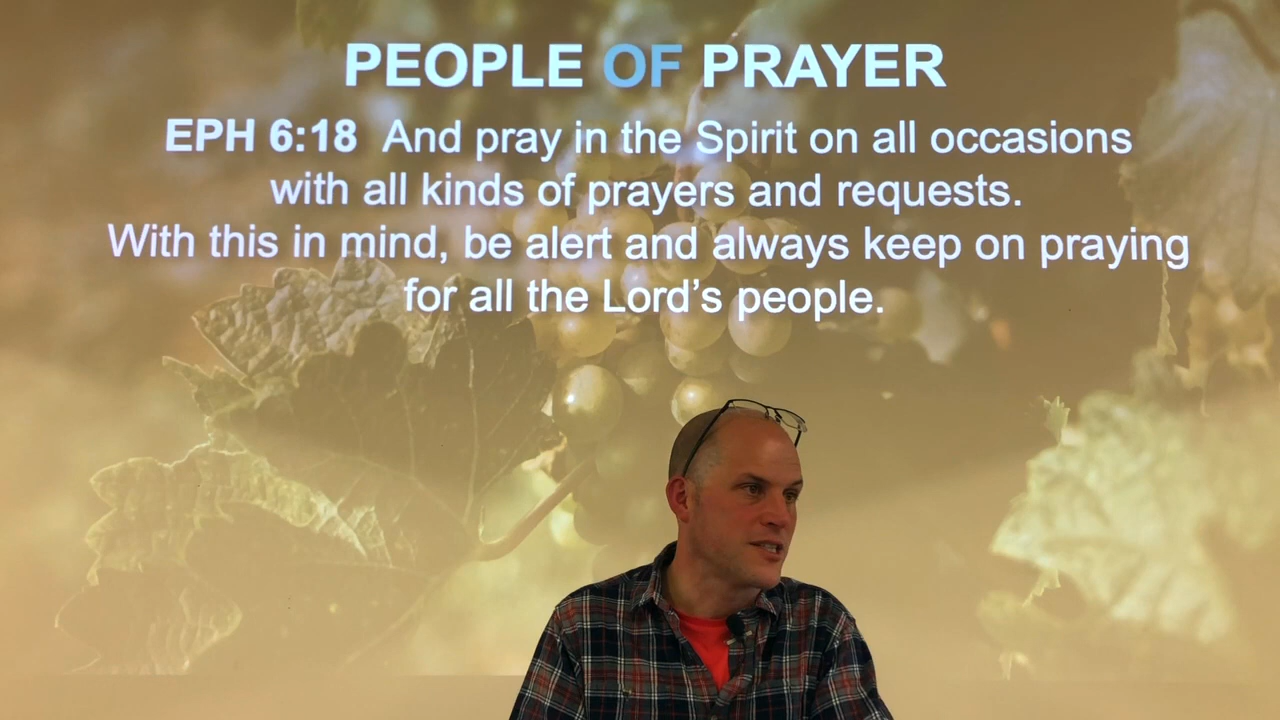 PEOPLE OF PRAYER
EPH 6:18 And pray in the Spirit on all occasions
with all kinds of prayers and requests.
With this in mind, be alert and always keep on praying
for all the Lord’s people.